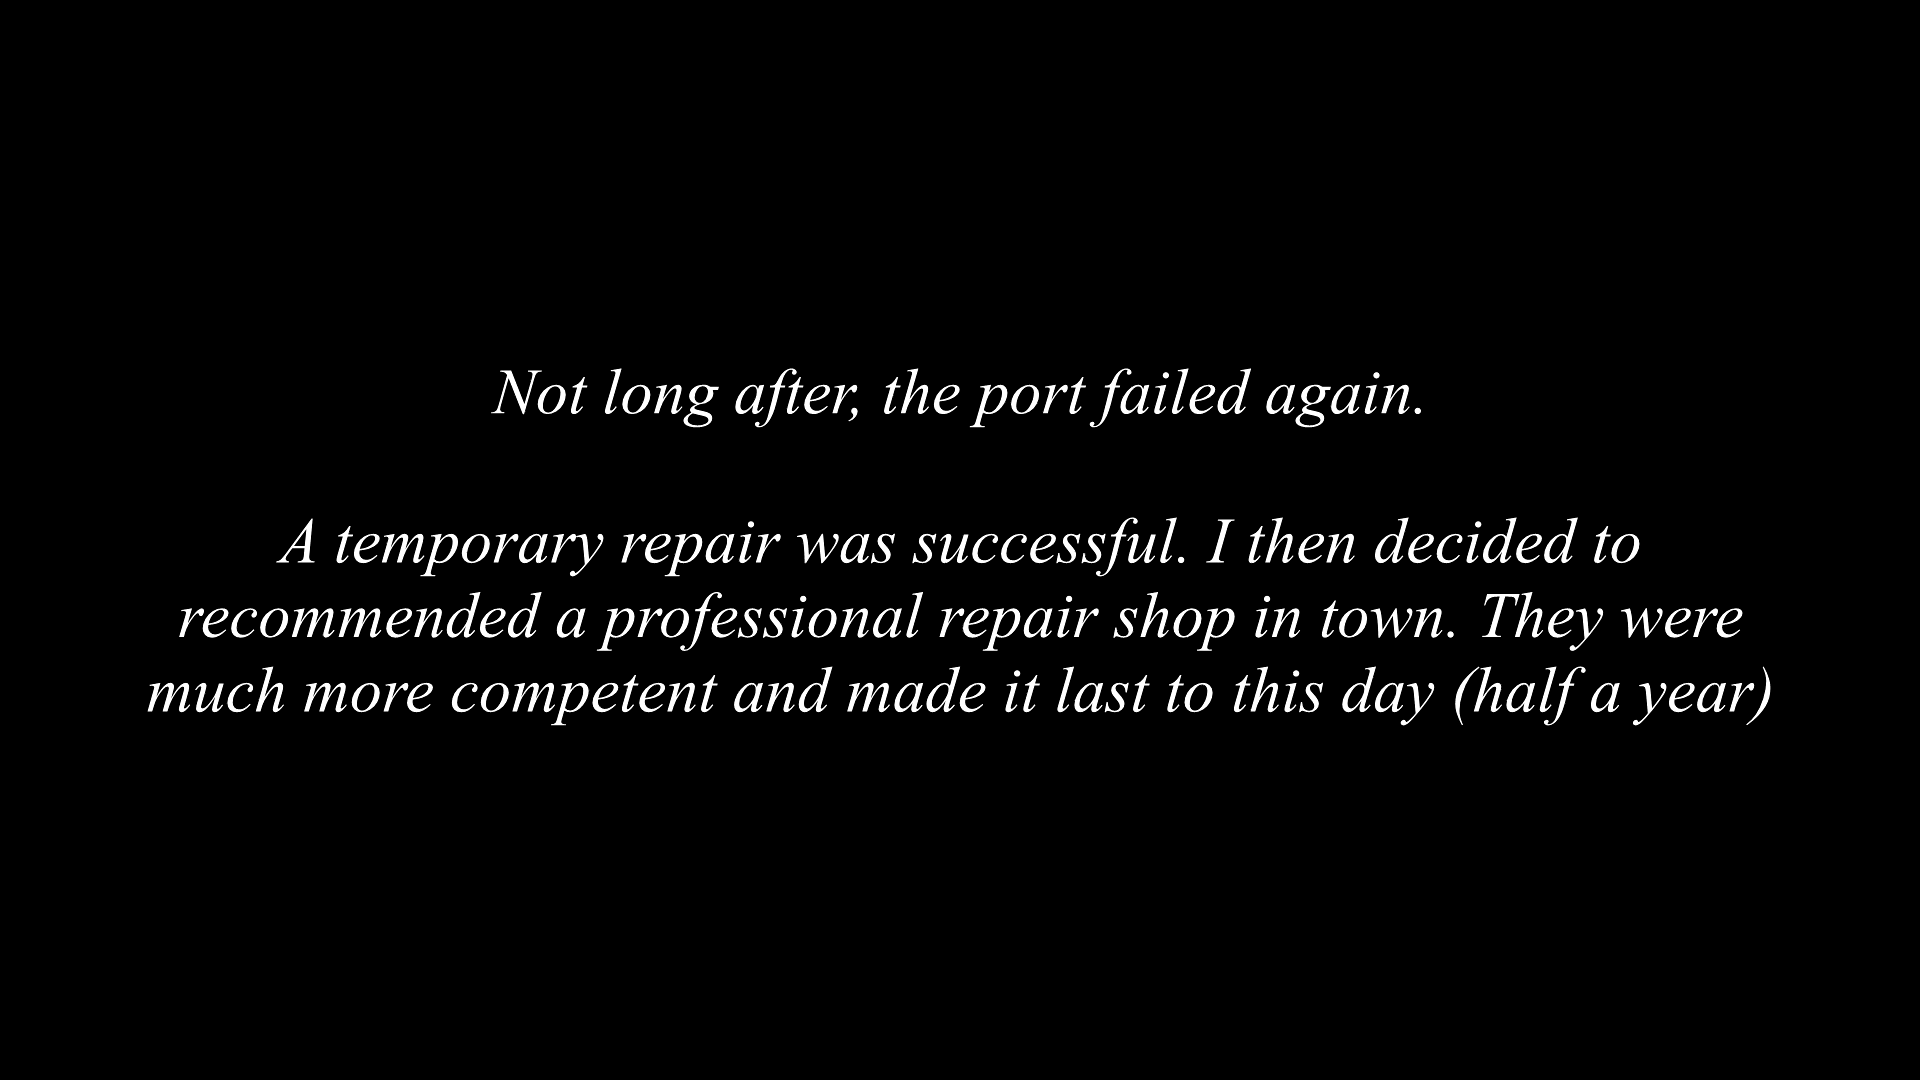 Not long after, the port failed again.
A temporary repair was successful. I then decided to
recommended a professional repair shop in town. They were
much more competent and made it last to this day (half a year)